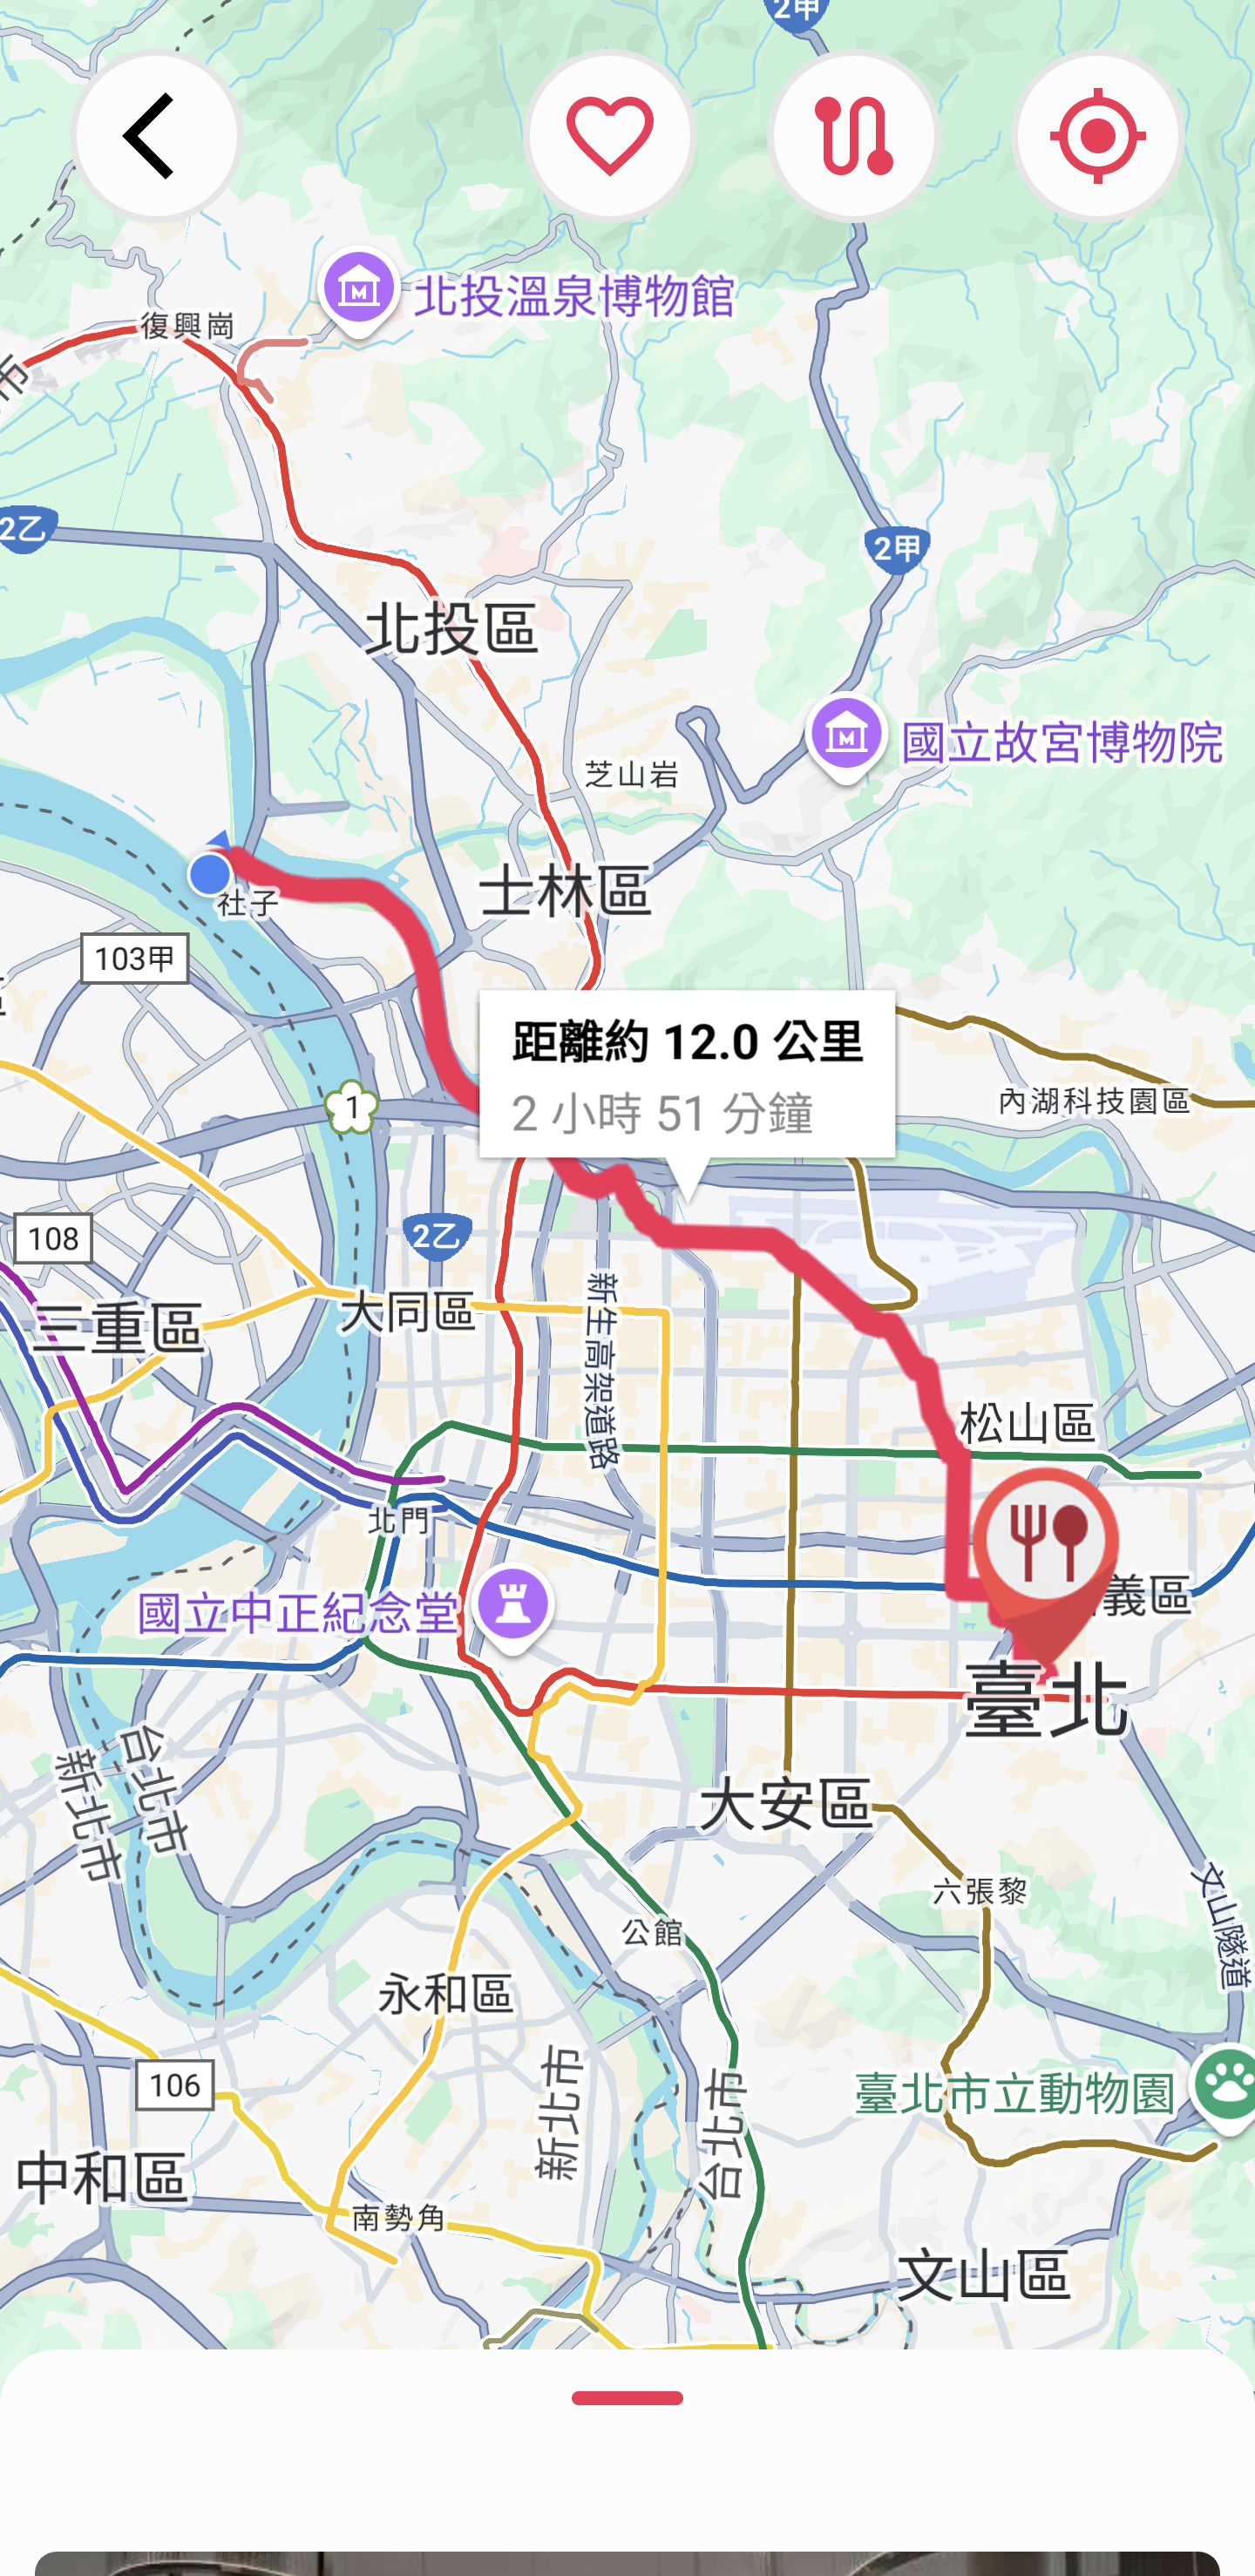 2甲
北投溫泉博物館
復興崗
市
2乙
2甲
北投區
國立故宮博物院
芝山岩
士林區
社子
103甲
距離約 12.0 公里
2 小時 51 分鐘
內湖科技園區
1
108
2乙
三重區
大同區
新生高架道路
松山區
北門
國立中正紀念堂
義區
臺北
台北市
新北市
大安區
六張犂
文山隧道
公館
永和區
新北市
台北市
106
臺北市立動物園
中和區
南勢角
文山區